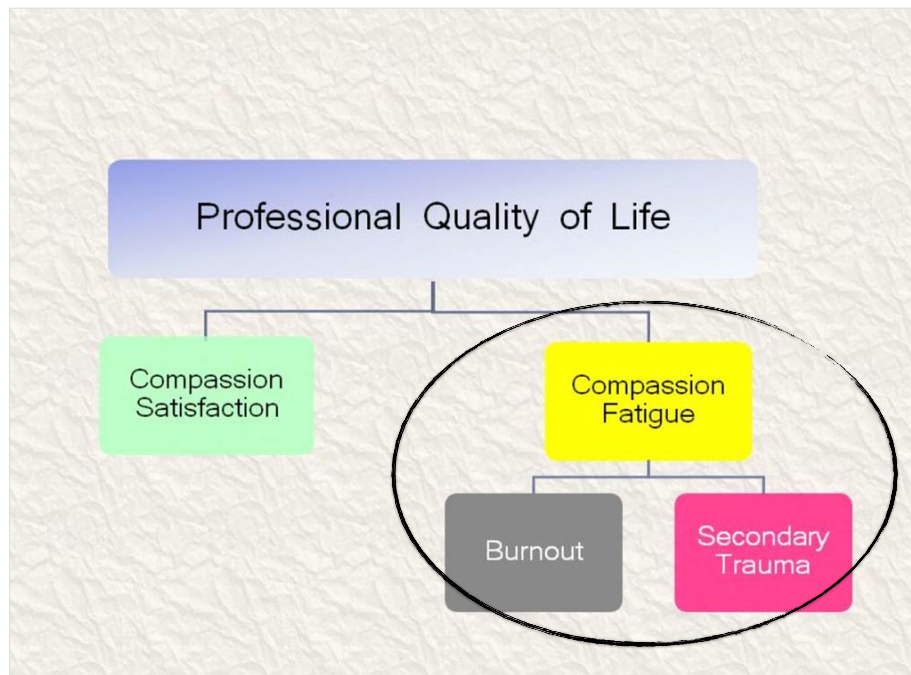 Professional Quality of Life
Compassion
Satisfaction
Compassion
Fatigue
Burnout
Secondary
Trauma